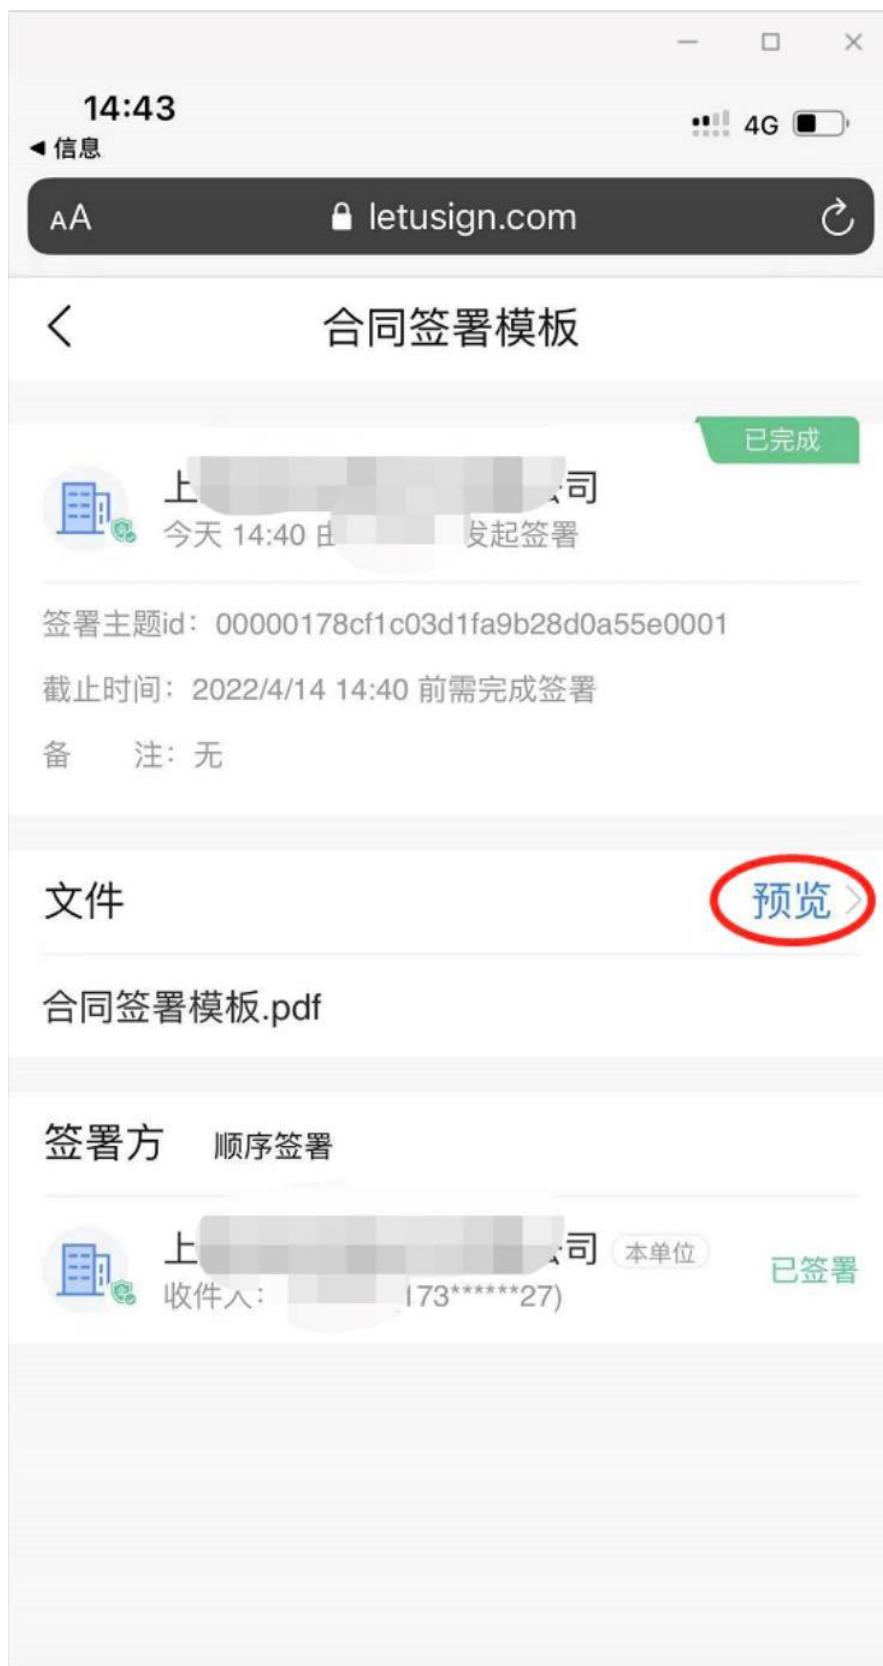 14:43
4G
◀ 信息
AA letusign.com
合同签署模板
已完成
上 司
今天 14:40 由 发起签署
签署主题id: 00000178cf1c03d1fa9b28d0a55e0001
截止时间: 2022/4/14 14:40 前需完成签署
备 注: 无
文件 预览
合同签署模板.pdf
签署方 顺序签署
上 司 本单位
已签署
收件人: 173******27)